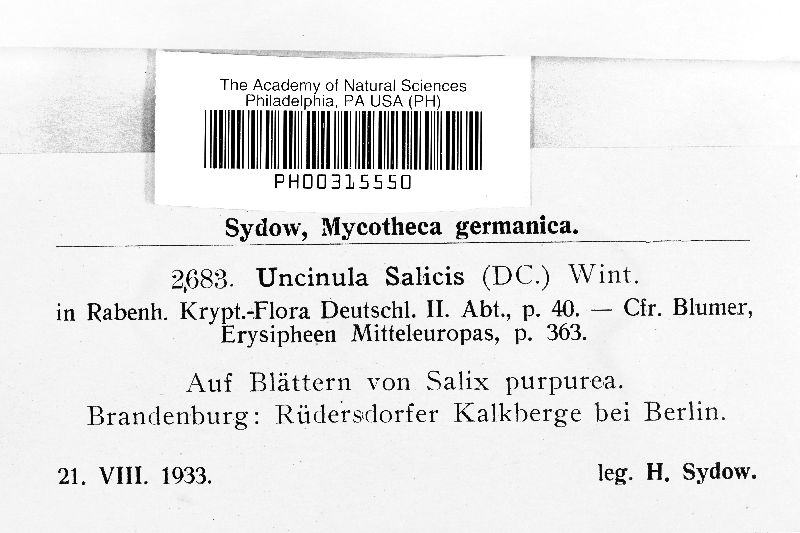 The Academy of Natural Sciences
Philadelphia, PA USA (PH)
PH00315550
Sydow, Mycotheca germanica.
2683. Uncinula Salicis (DC.) Wint.
in Rabenh. Krypt.-Flora Deutschl. II. Abt., p. 40. — Cfr. Blumer,
Erysipheen Mitteleuropas, p. 363.
Auf Blättern von Salix purpurea.
Brandenburg: Rüdersdorfer Kalkberge bei Berlin.
21. VIII. 1933.
leg. H. Sydow.